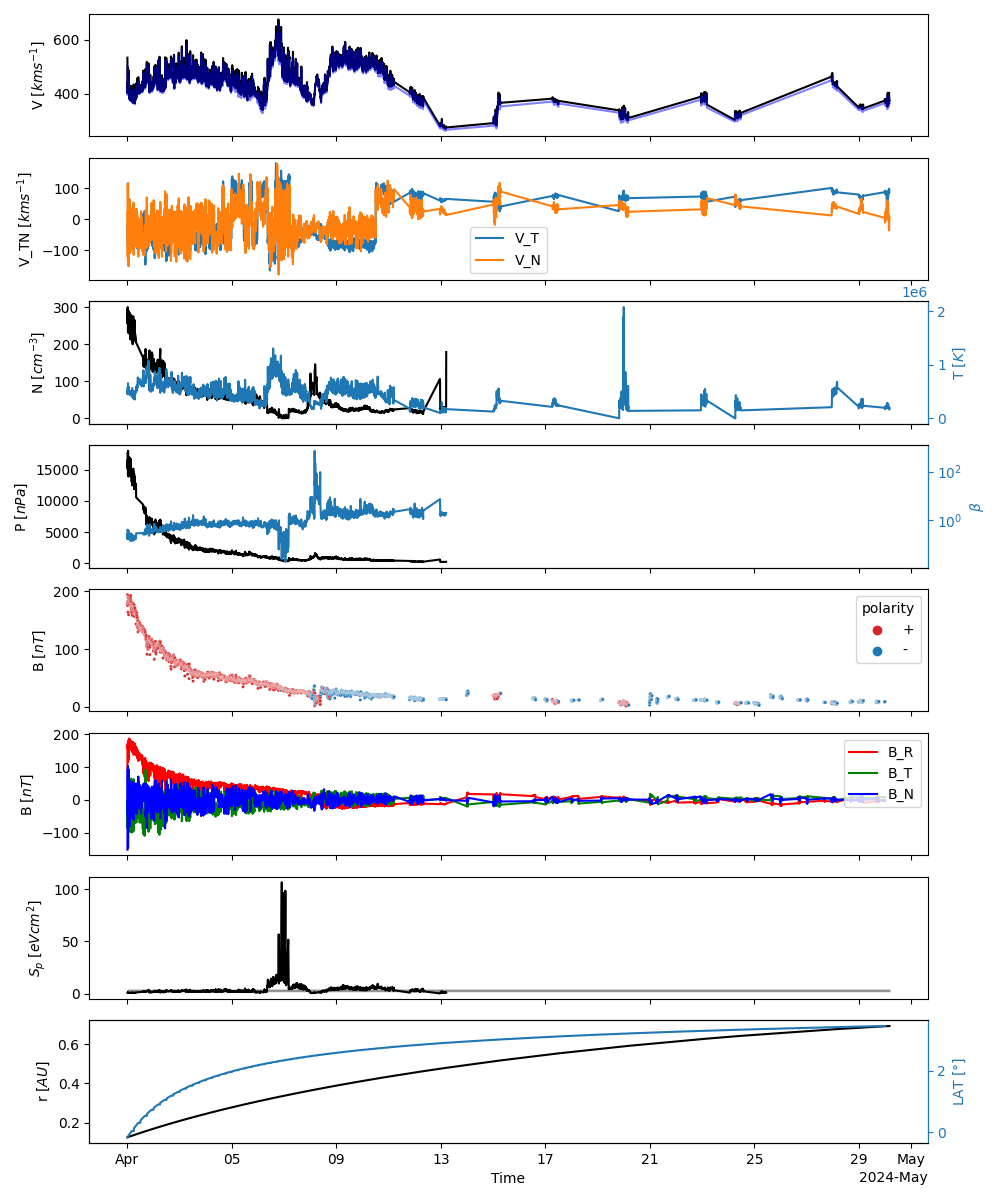 600
400
V [kms⁻¹]
100
0
−100
V_TN [kms⁻¹]
V_T
V_N
1e6
300
200
100
0
N [cm⁻³]
2
1
0
T [K]
15000
10000
5000
0
P [nPa]
10²
10⁰
β
200
100
0
B [nT]
polarity
+
-
200
100
0
−100
B [nT]
B_R
B_T
B_N
100
50
0
Sₚ [eVcm²]
0.6
0.4
0.2
r [AU]
2
0
LAT [°]
Apr 05 09 13 17 21 25 29 May
Time
2024-May